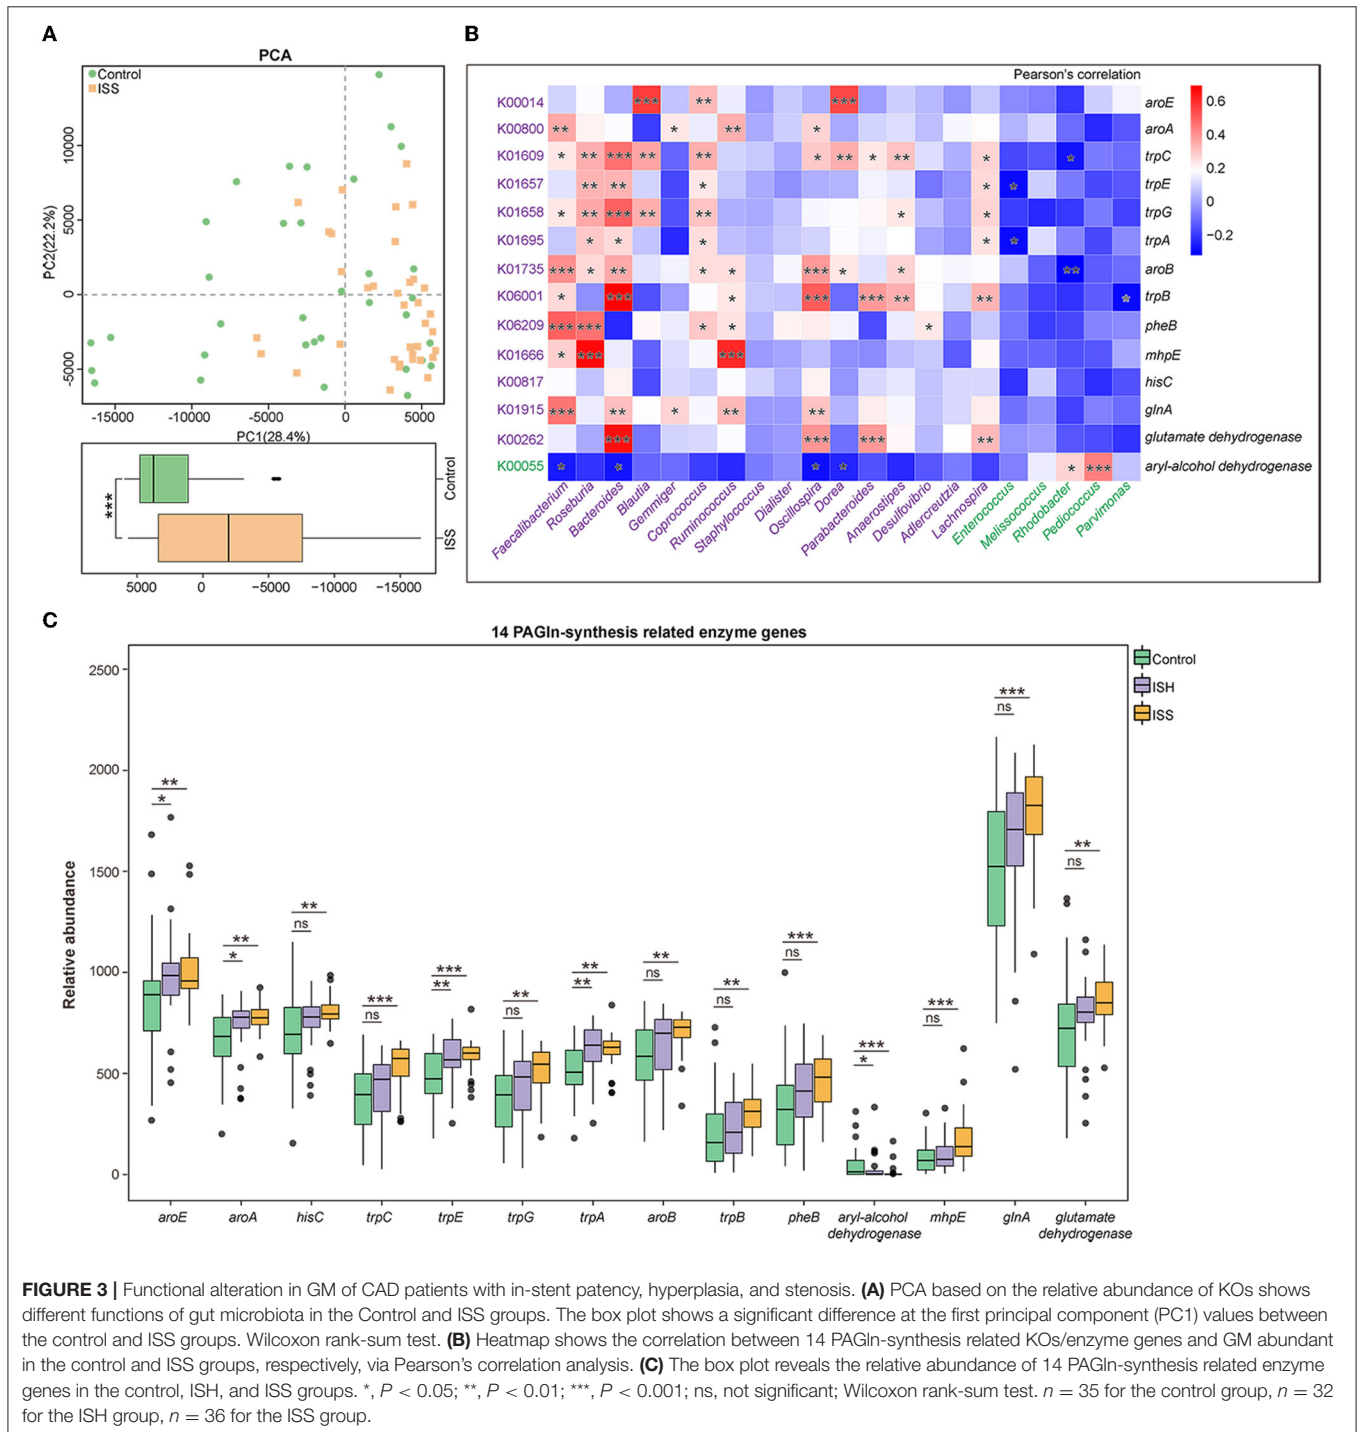 A
PCA
Control
ISS
PC2(22.2%)
10000
5000
0
−5000
−15000
−10000
−5000
0
5000
PC1(28.4%)
***
Control
ISS
5000
0
−5000
−10000
−15000
B
Pearson's correlation
0.6
0.4
0.2
0
−0.2
K00014 *** ** *** aroE
K00800 ** * ** * aroA
K01609 * ** *** ** ** * ** * ** * * trpC
K01657 ** ** * * * trpE
K01658 * ** *** ** ** * * trpG
K01695 * * * * * trpA
K01735 *** * ** * * *** * * ** aroB
K06001 * *** * *** *** ** ** * trpB
K06209 *** *** * * * pheB
K01666 * *** *** mhpE
K00817 hisC
K01915 *** ** * ** ** glnA
K00262 *** *** *** ** glutamate dehydrogenase
K00055 * * * * * *** aryl-alcohol dehydrogenase
Faecalibacterium
Roseburia
Bacteroides
Blautia
Gemmiger
Coprococcus
Ruminococcus
Staphylococcus
Dialister
Oscillospira
Dorea
Parabacteroides
Anaerostipes
Desulfovibrio
Adlercreutzia
Lachnospira
Enterococcus
Melissococcus
Rhodobacter
Pediococcus
Parvimonas
C
14 PAGln-synthesis related enzyme genes
Control
ISH
ISS
Relative abundance
2500
2000
1500
1000
500
0
**
*
**
*
**
ns
***
ns
***
**
**
ns
**
**
**
ns
**
ns
***
ns
***
*
***
ns
***
ns
**
ns
aroE
aroA
hisC
trpC
trpE
trpG
trpA
aroB
trpB
pheB
aryl-alcohol
dehydrogenase
mhpE
glnA
glutamate
dehydrogenase
FIGURE 3 | Functional alteration in GM of CAD patients with in-stent patency, hyperplasia, and stenosis. (A) PCA based on the relative abundance of KOs shows
different functions of gut microbiota in the Control and ISS groups. The box plot shows a significant difference at the first principal component (PC1) values between
the control and ISS groups. Wilcoxon rank-sum test. (B) Heatmap shows the correlation between 14 PAGln-synthesis related KOs/enzyme genes and GM abundant
in the control and ISS groups, respectively, via Pearson's correlation analysis. (C) The box plot reveals the relative abundance of 14 PAGln-synthesis related enzyme
genes in the control, ISH, and ISS groups. *, P < 0.05; **, P < 0.01; ***, P < 0.001; ns, not significant; Wilcoxon rank-sum test. n = 35 for the control group, n = 32
for the ISH group, n = 36 for the ISS group.